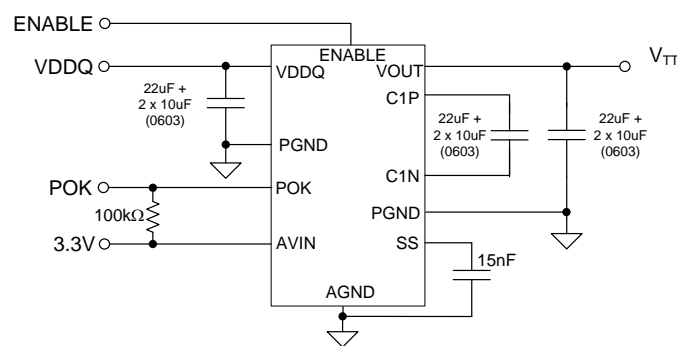 ENABLE
ENABLE
VDDQ
VDDQ
VOUT
VTT
22uF +
2 x 10uF
(0603)
C1P
22uF +
2 x 10uF
(0603)
22uF +
2 x 10uF
(0603)
PGND
C1N
POK
POK
PGND
100kΩ
3.3V
AVIN
SS
15nF
AGND